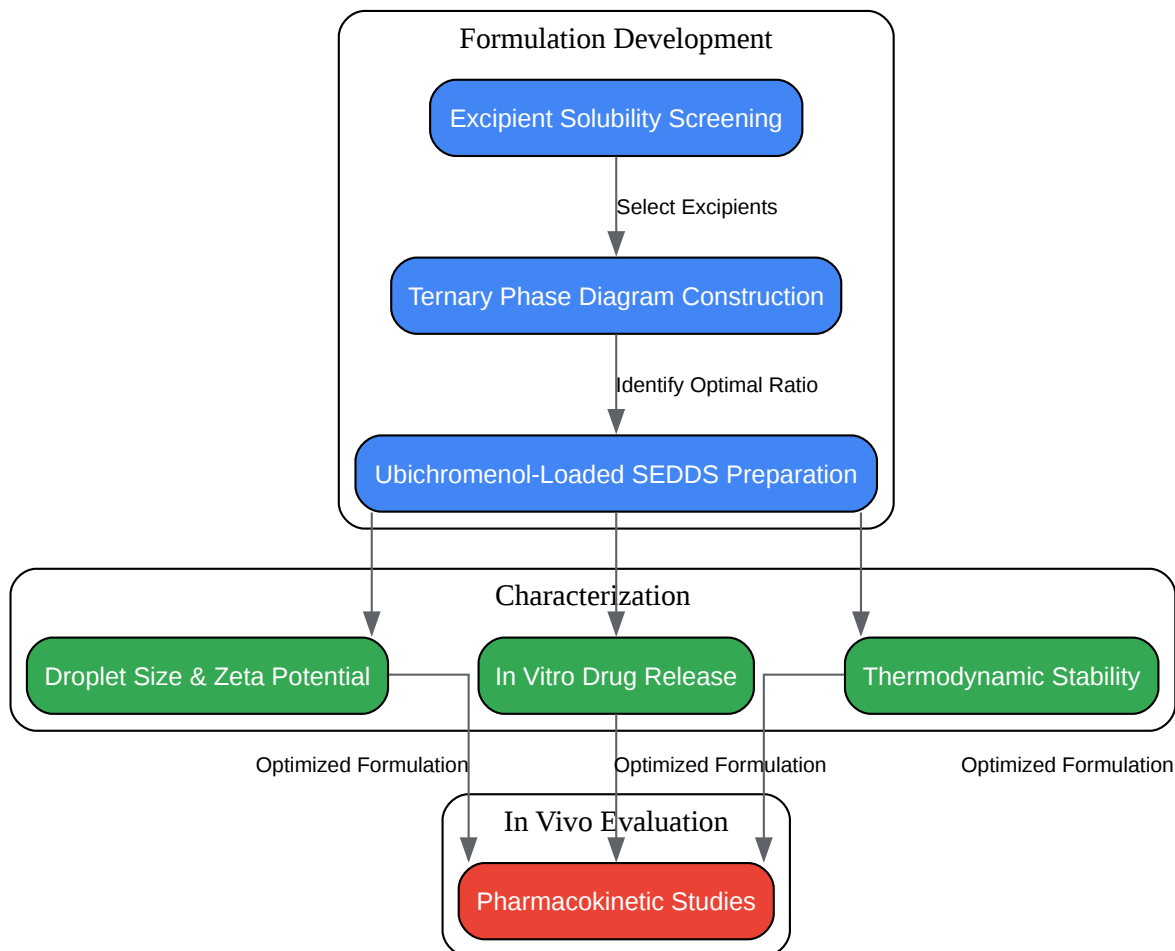 Formulation Development
Excipient Solubility Screening
Select Excipients
Ternary Phase Diagram Construction
Identify Optimal Ratio
Ubichromenol-Loaded SEDDS Preparation
Characterization
Droplet Size & Zeta Potential
In Vitro Drug Release
Thermodynamic Stability
Optimized Formulation
Optimized Formulation
Optimized Formulation
In Vivo Evaluation
Pharmacokinetic Studies